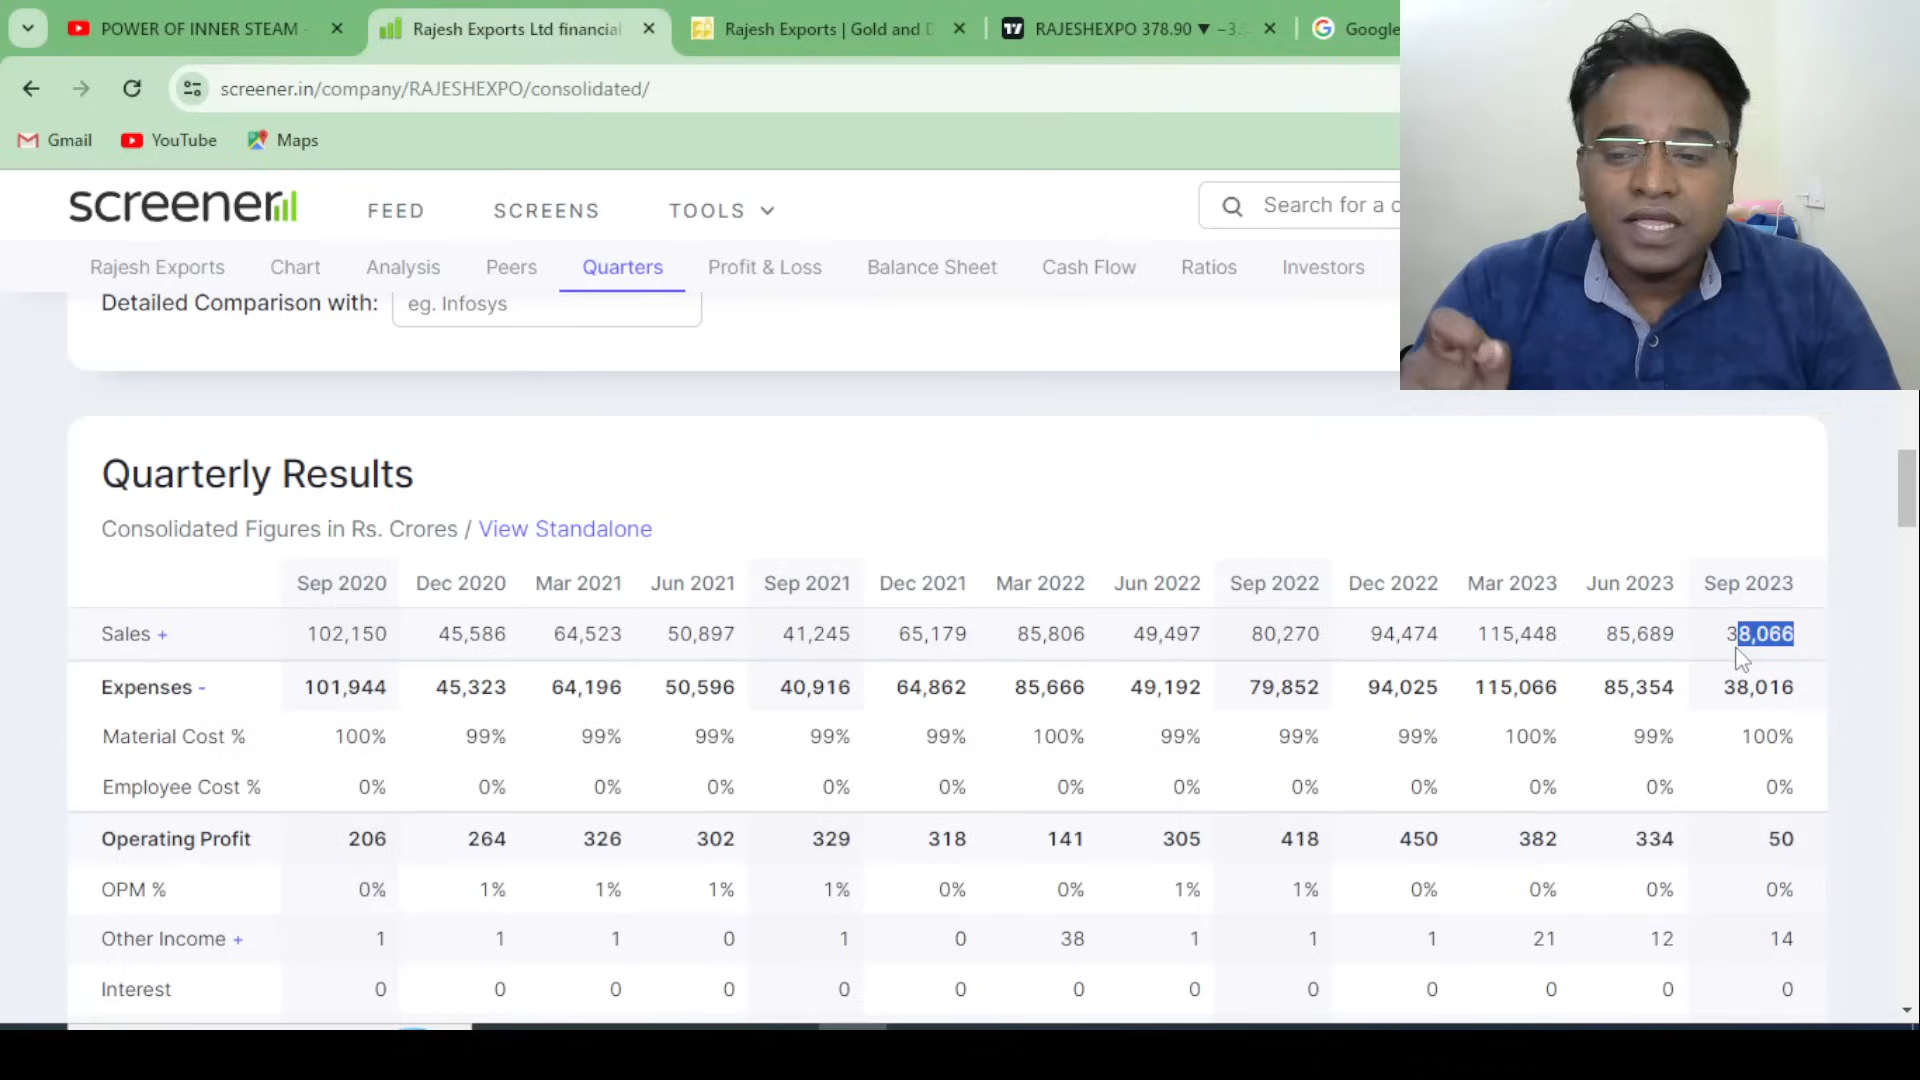 POWER OF INNER STEAM -
Rajesh Exports Ltd financial
Rajesh Exports | Gold and D
RAJESHEXPO 378.90 ▼ −3.
Google
screener.in/company/RAJESHEXPO/consolidated/
Gmail YouTube Maps
screener FEED SCREENS TOOLS Search for a c
Rajesh Exports Chart Analysis Peers Quarters Profit & Loss Balance Sheet Cash Flow Ratios Investors
Detailed Comparison with: eg. Infosys
Quarterly Results
Consolidated Figures in Rs. Crores / View Standalone
Sep 2020 Dec 2020 Mar 2021 Jun 2021 Sep 2021 Dec 2021 Mar 2022 Jun 2022 Sep 2022 Dec 2022 Mar 2023 Jun 2023 Sep 2023
Sales + 102,150 45,586 64,523 50,897 41,245 65,179 85,806 49,497 80,270 94,474 115,448 85,689 38,066
Expenses - 101,944 45,323 64,196 50,596 40,916 64,862 85,666 49,192 79,852 94,025 115,066 85,354 38,016
Material Cost % 100% 99% 99% 99% 99% 99% 100% 99% 99% 99% 100% 99% 100%
Employee Cost % 0% 0% 0% 0% 0% 0% 0% 0% 0% 0% 0% 0% 0%
Operating Profit 206 264 326 302 329 318 141 305 418 450 382 334 50
OPM % 0% 1% 1% 1% 1% 0% 0% 1% 1% 0% 0% 0% 0%
Other Income + 1 1 1 0 1 0 38 1 1 1 21 12 14
Interest 0 0 0 0 0 0 0 0 0 0 0 0 0